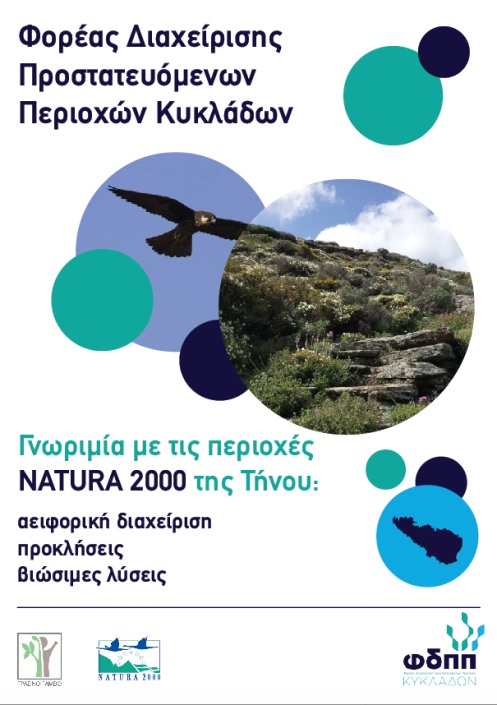 Φορέας Διαχείρισης
Προστατευόμενων
Περιοχών Κυκλάδων
Γνωριμία με τις περιοχές
NATURA 2000 της Τήνου:
αειφορική διαχείριση
προκλήσεις
βιώσιμες λύσεις
ΠΡΑΣΙΝΟ ΤΑΜΕΙΟ
NATURA 2000
φδππ
ΚΥΚΛΑΔΩΝ